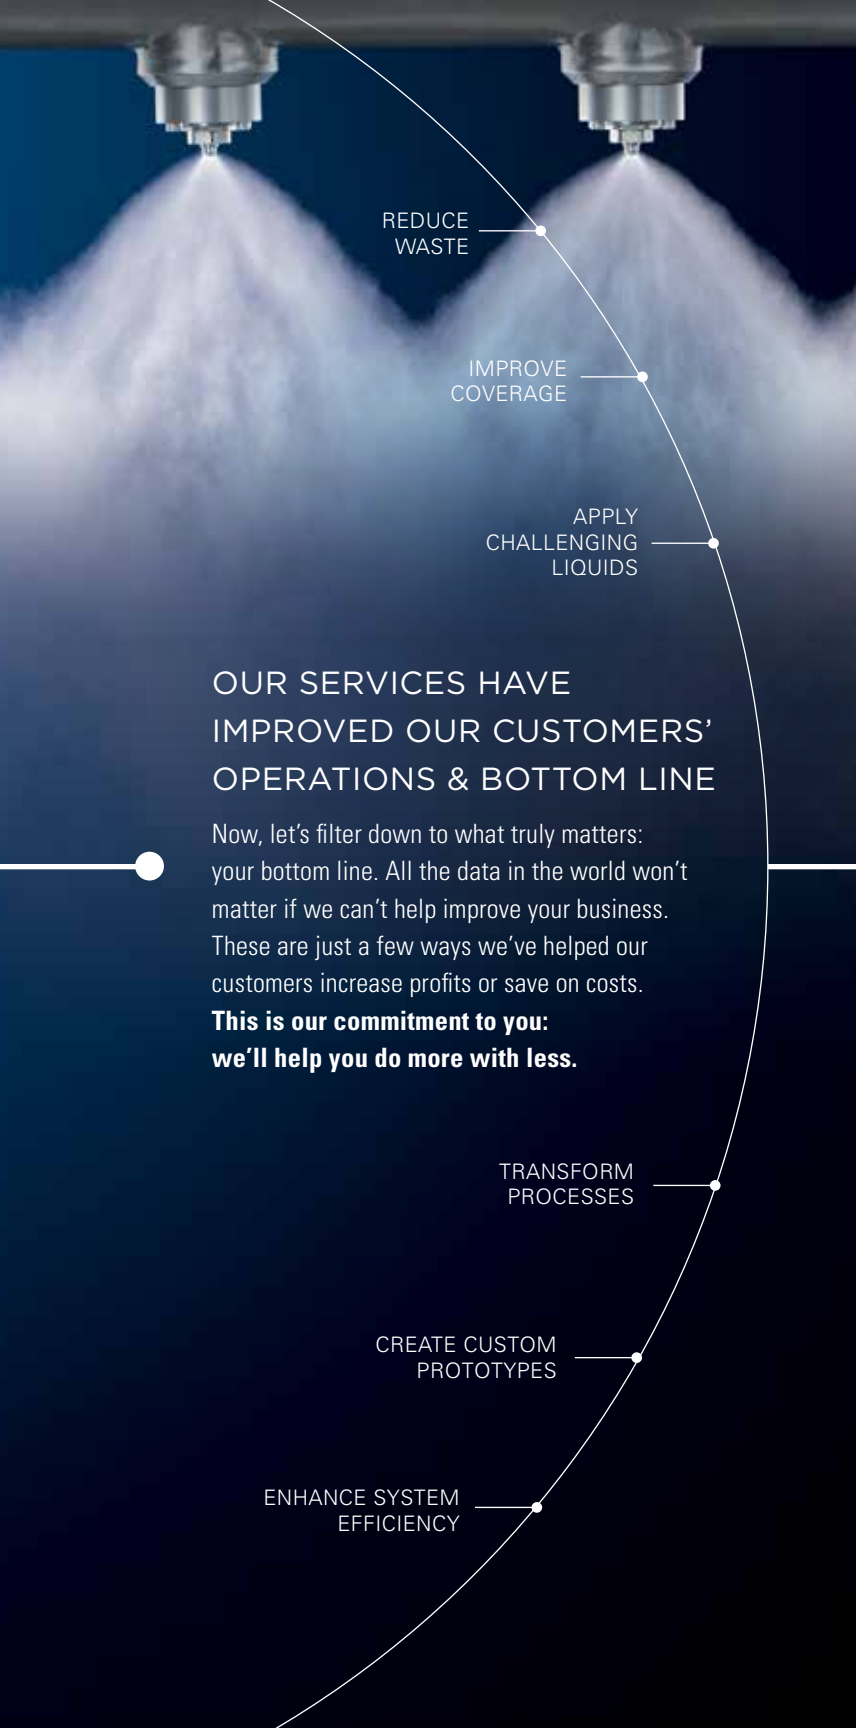 REDUCE
WASTE
IMPROVE
COVERAGE
APPLY
CHALLENGING
LIQUIDS
OUR SERVICES HAVE
IMPROVED OUR CUSTOMERS’
OPERATIONS & BOTTOM LINE
Now, let’s filter down to what truly matters:
your bottom line. All the data in the world won’t
matter if we can’t help improve your business.
These are just a few ways we’ve helped our
customers increase profits or save on costs.
This is our commitment to you:
we’ll help you do more with less.
TRANSFORM
PROCESSES
CREATE CUSTOM
PROTOTYPES
ENHANCE SYSTEM
EFFICIENCY